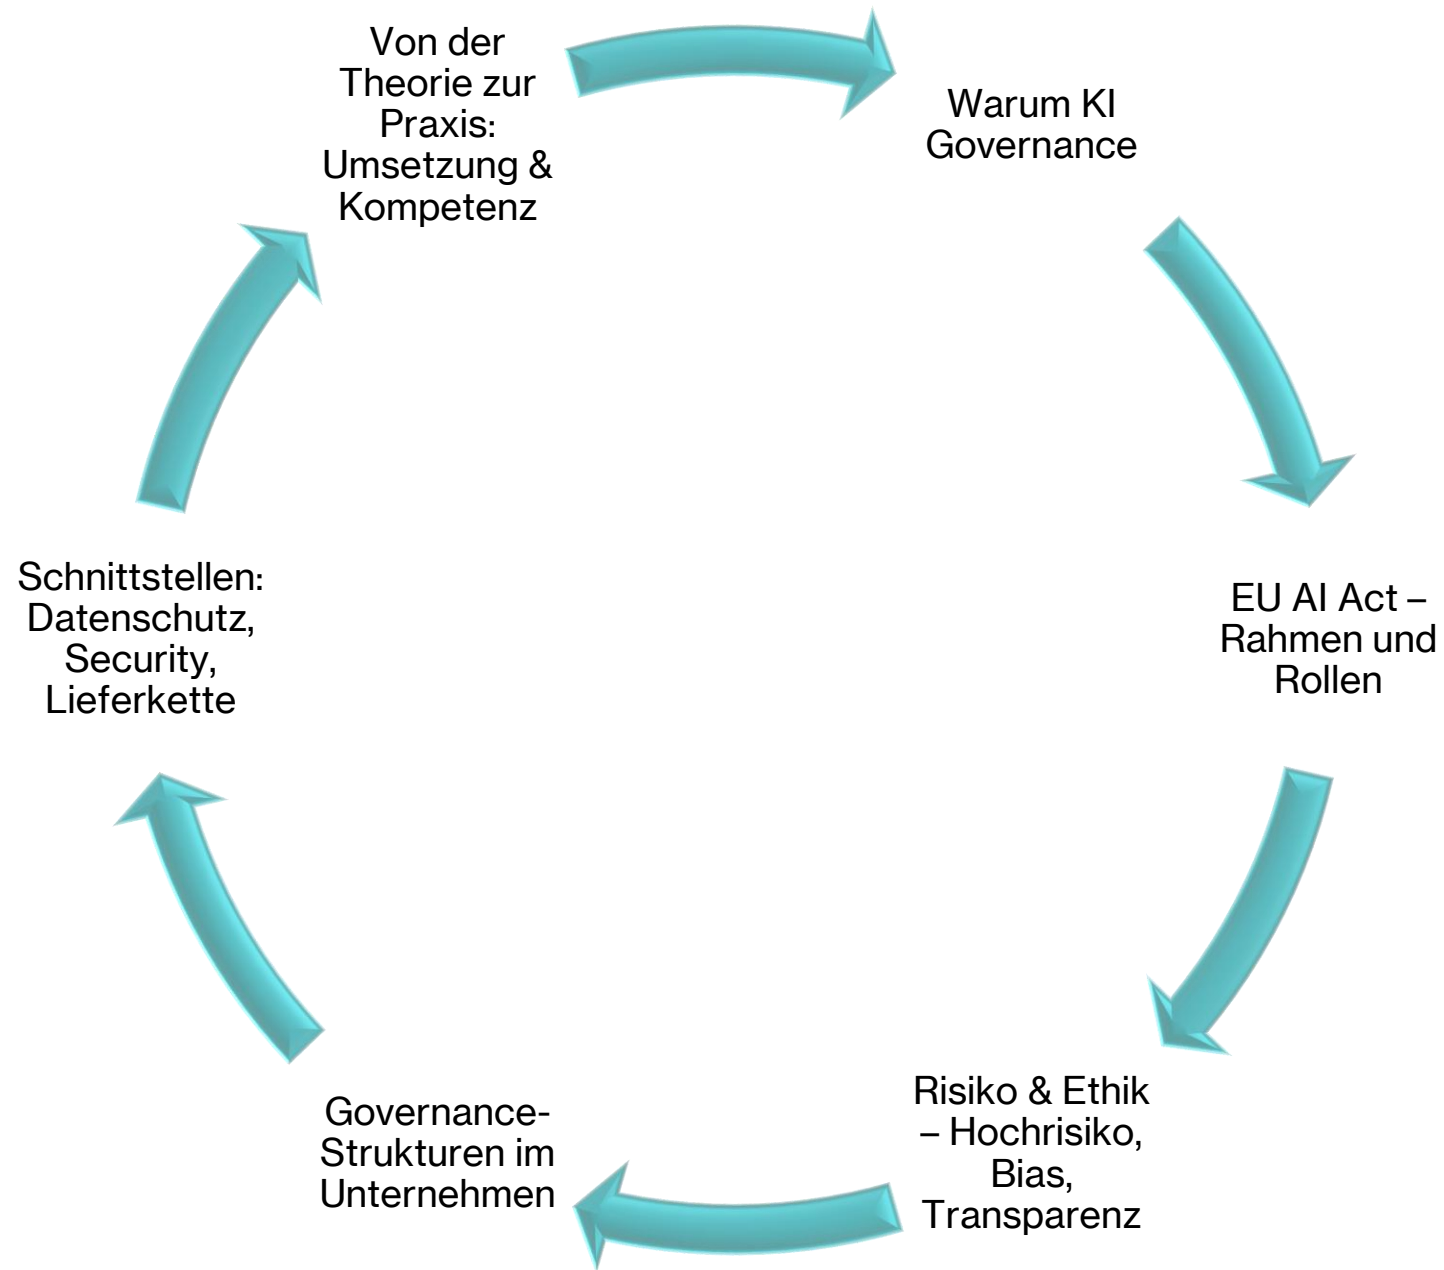 Von der
Theorie zur
Praxis:
Umsetzung &
Kompetenz
Warum KI
Governance
EU AI Act –
Rahmen und
Rollen
Risiko & Ethik
– Hochrisiko,
Bias,
Transparenz
Governance-
Strukturen im
Unternehmen
Schnittstellen:
Datenschutz,
Security,
Lieferkette